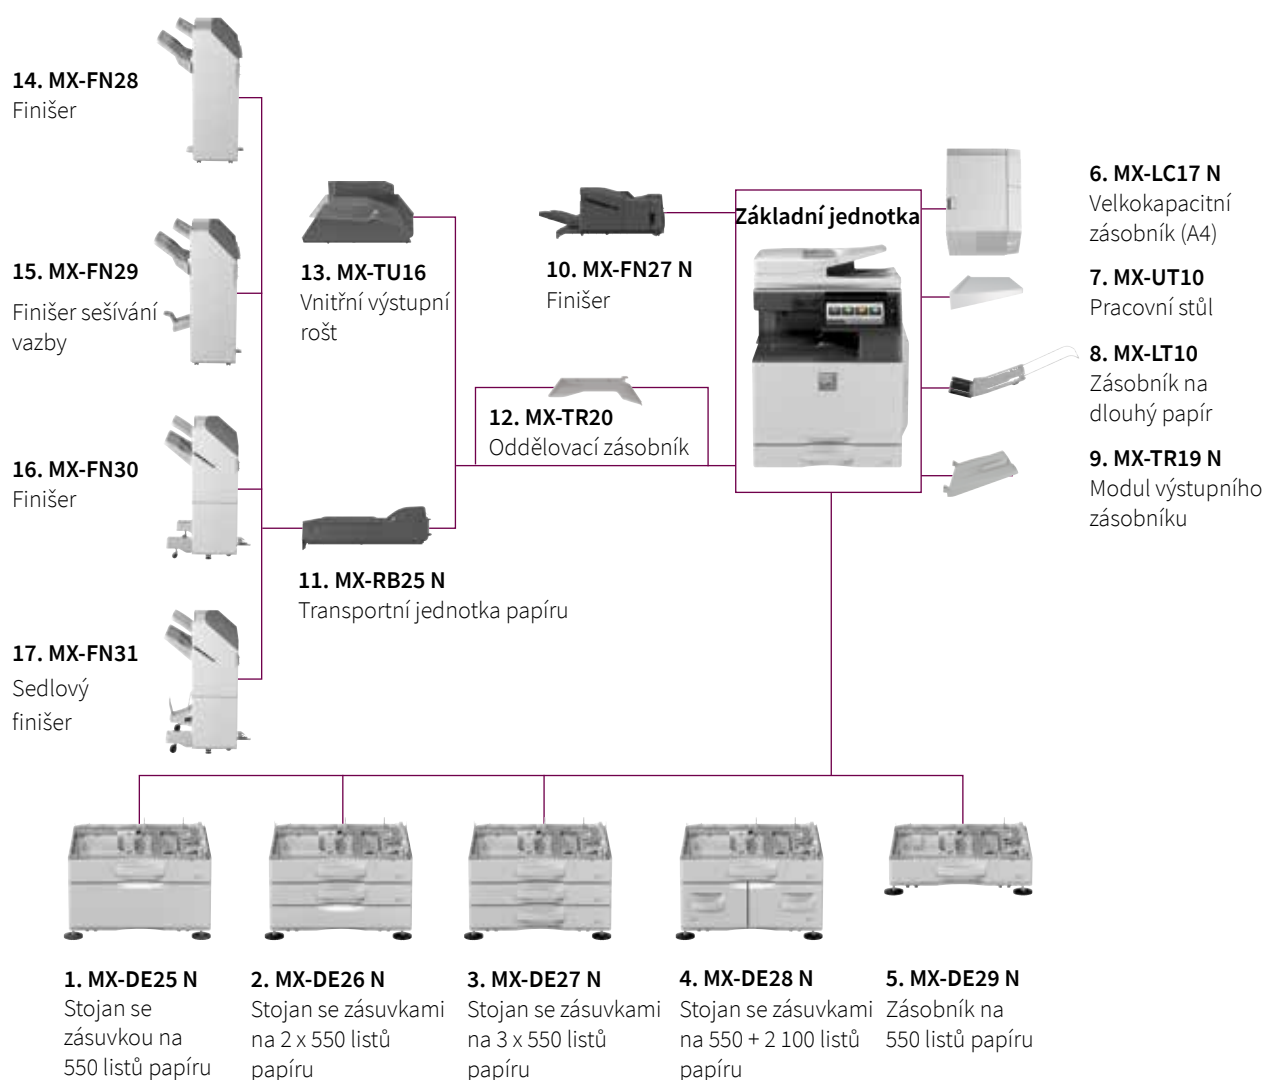 14. MX-FN28
Finišer
15. MX-FN29
Finišer sešívání
vazby
16. MX-FN30
Finišer
17. MX-FN31
Sedlový
finišer
13. MX-TU16
Vnitřní výstupní
rošt
11. MX-RB25 N
Transportní jednotka papíru
10. MX-FN27 N
Finišer
12. MX-TR20
Oddělovací zásobník
Základní jednotka
6. MX-LC17 N
Velkokapacitní
zásobník (A4)
7. MX-UT10
Pracovní stůl
8. MX-LT10
Zásobník na
dlouhý papír
9. MX-TR19 N
Modul výstupního
zásobníku
1. MX-DE25 N
Stojan se
zásuvkou na
550 listů papíru
2. MX-DE26 N
Stojan se zásuvkami
na 2 x 550 listů
papíru
3. MX-DE27 N
Stojan se zásuvkami
na 3 x 550 listů
papíru
4. MX-DE28 N
Stojan se zásuvkami
na 550 + 2 100 listů
papíru
5. MX-DE29 N
Zásobník na
550 listů papíru